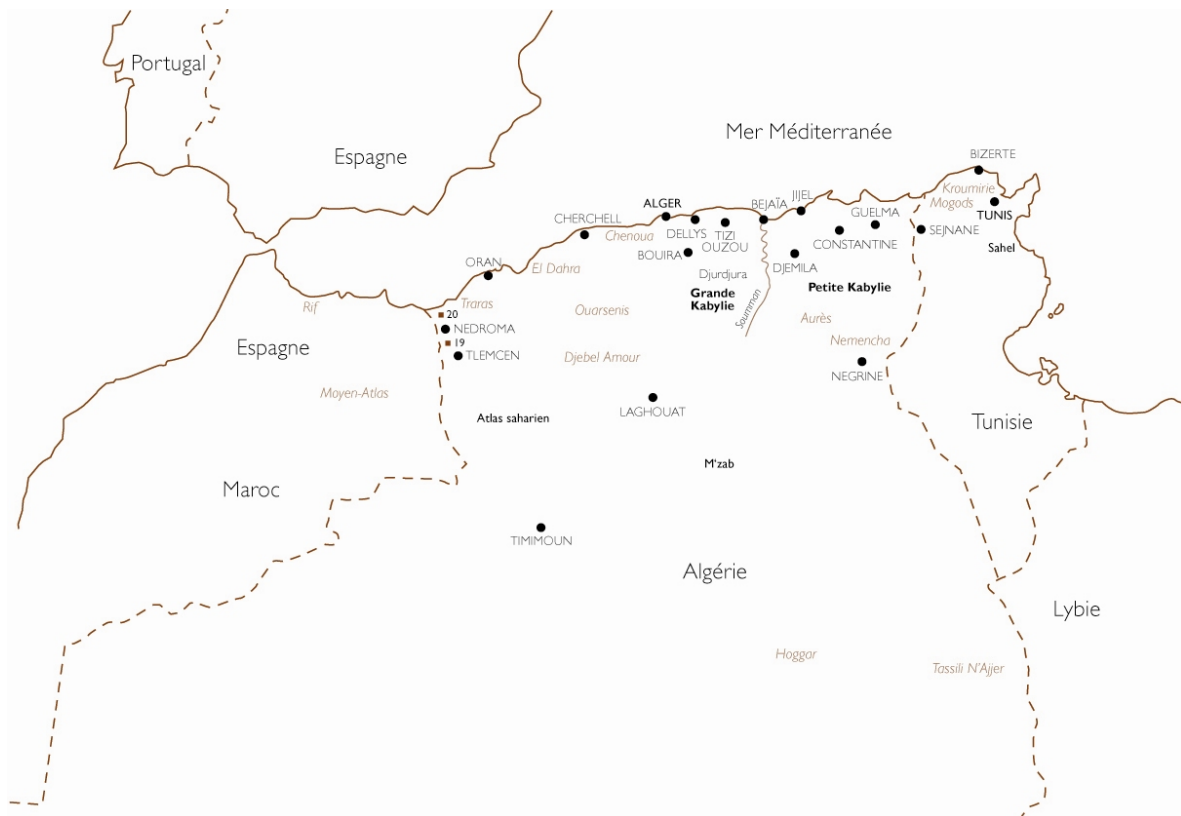 Portugal
Mer Méditerranée
Espagne
BIZERTE
Kroumirie
Mogods
JIJEL
ALGER
BEJAÏA
TUNIS
CHERCHELL
GUELMA
DELLYS
TIZI
OUZOU
SEJNANE
Chenoua
CONSTANTINE
Sahel
BOUIRA
ORAN
El Dahra
DJEMILA
Djurdjura
Grande
Kabylie
Petite Kabylie
Soumman
Rif
Traras
Ouarsenis
20
Aurès
NEDROMA
Nemencha
19
Espagne
TLEMCEN
Djebel Amour
NEGRINE
Moyen-Atlas
LAGHOUAT
Atlas saharien
Tunisie
M'zab
Maroc
TIMIMOUN
Algérie
Lybie
Hoggar
Tassili N'Ajjer